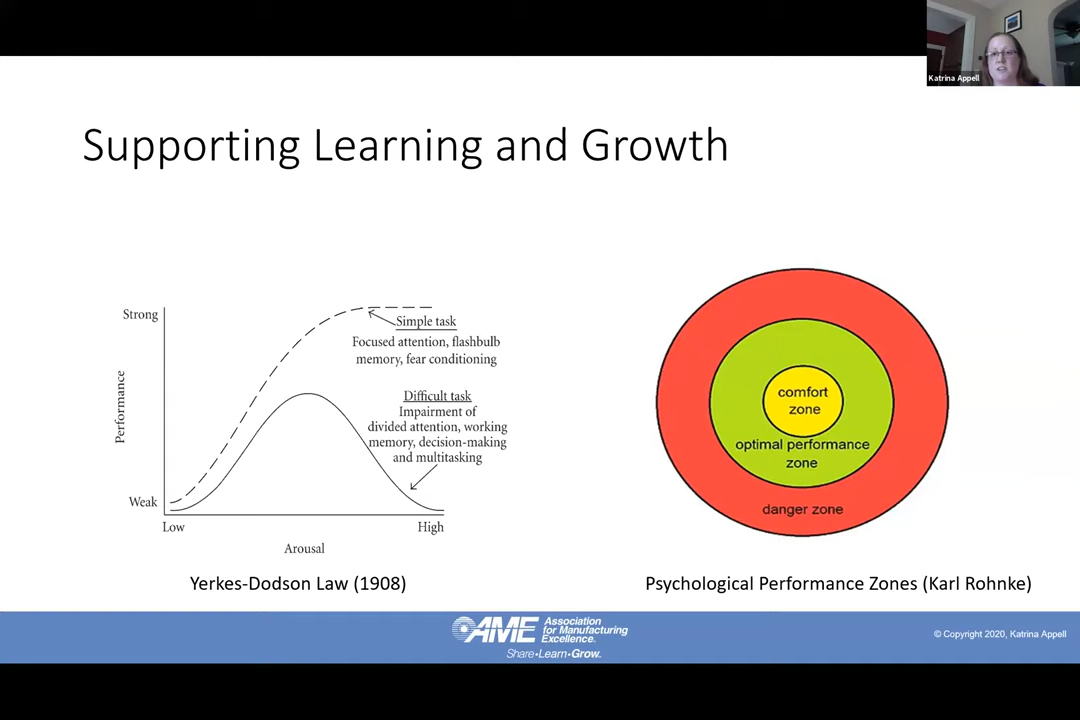 Katrina Appell
Supporting Learning and Growth
Strong
Performance
Weak
Low
High
Arousal
Simple task
Focused attention, flashbulb
memory, fear conditioning
Difficult task
Impairment of
divided attention, working
memory, decision-making
and multitasking
Yerkes-Dodson Law (1908)
comfort
zone
optimal performance
zone
danger zone
Psychological Performance Zones (Karl Rohnke)
AME Association
for Manufacturing
Excellence.
Share•Learn•Grow.
© Copyright 2020, Katrina Appell